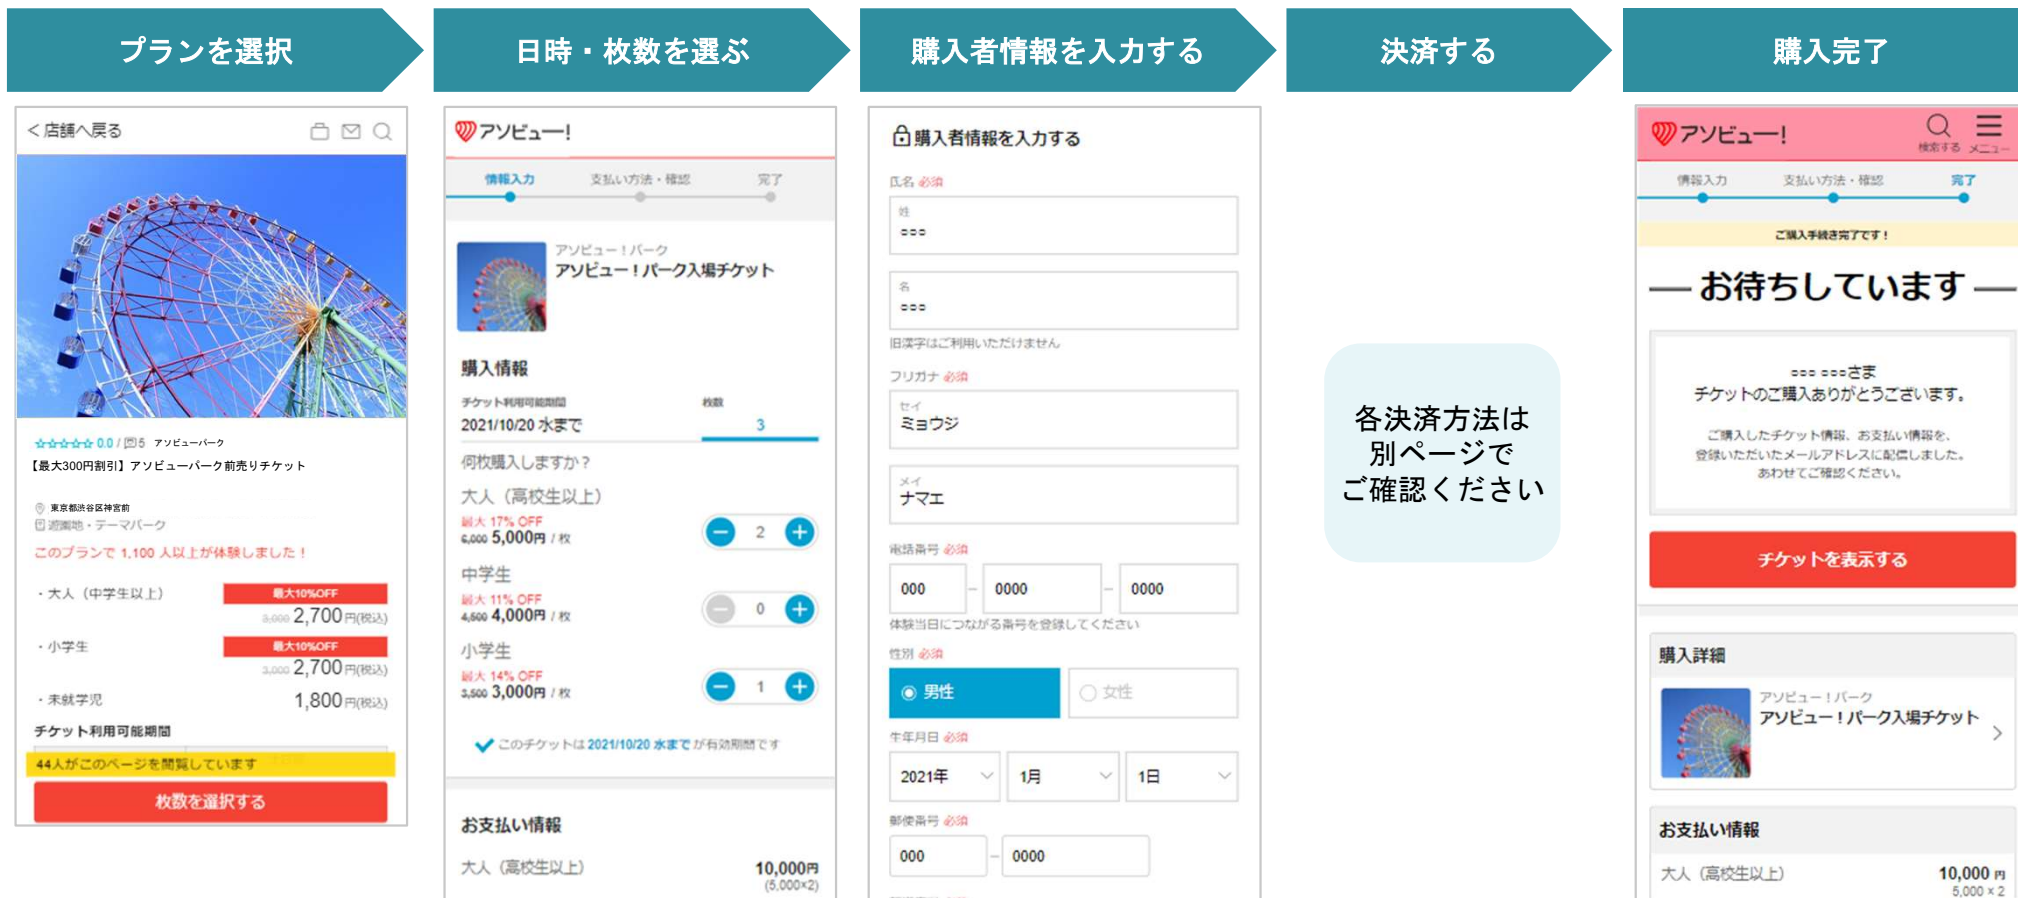 プランを選択
日時・枚数を選ぶ
購入者情報を入力する
決済する
購入完了
＜店舗へ戻る
☆☆☆☆☆ 0.0 / 5 アソビューパーク
【最大300円割引】アソビューパーク前売りチケット
東京都渋谷区神宮前
遊園地・テーマパーク
このプランで 1,100 人以上が体験しました！
・大人（中学生以上）
最大10%OFF
3,000 2,700 円(税込)
・小学生
最大10%OFF
3,000 2,700 円(税込)
・未就学児 1,800 円(税込)
チケット利用可能期間
44人がこのページを閲覧しています
枚数を選択する
アソビュー！
情報入力 支払い方法・確認 完了
アソビュー！パーク
アソビュー！パーク入場チケット
購入情報
チケット利用可能期間 枚数
2021/10/20 水まで 3
何枚購入しますか？
大人（高校生以上）
最大 17% OFF
6,000 5,000円 / 枚
2
中学生
最大 11% OFF
4,500 4,000円 / 枚
0
小学生
最大 14% OFF
3,500 3,000円 / 枚
1
このチケットは 2021/10/20 水まで が有効期間です
お支払い情報
大人（高校生以上） 10,000円
(5,000×2)
購入者情報を入力する
氏名 必須
姓
○○○
名
○○○
旧漢字はご利用いただけません
フリガナ 必須
セイ
ミョウジ
メイ
ナマエ
電話番号 必須
000 － 0000 － 0000
体験当日につながる番号を登録してください
性別 必須
男性 女性
生年月日 必須
2021年 1月 1日
郵便番号 必須
000 － 0000
各決済方法は
別ページで
ご確認ください
アソビュー！
検索する メニュー
情報入力 支払い方法・確認 完了
ご購入手続き完了です！
お待ちしています
○○○ ○○○さま
チケットのご購入ありがとうございます。
ご購入したチケット情報、お支払い情報を、
登録いただいたメールアドレスに配信しました。
あわせてご確認ください。
チケットを表示する
購入詳細
アソビュー！パーク
アソビュー！パーク入場チケット
お支払い情報
大人（高校生以上） 10,000 円
5,000 × 2